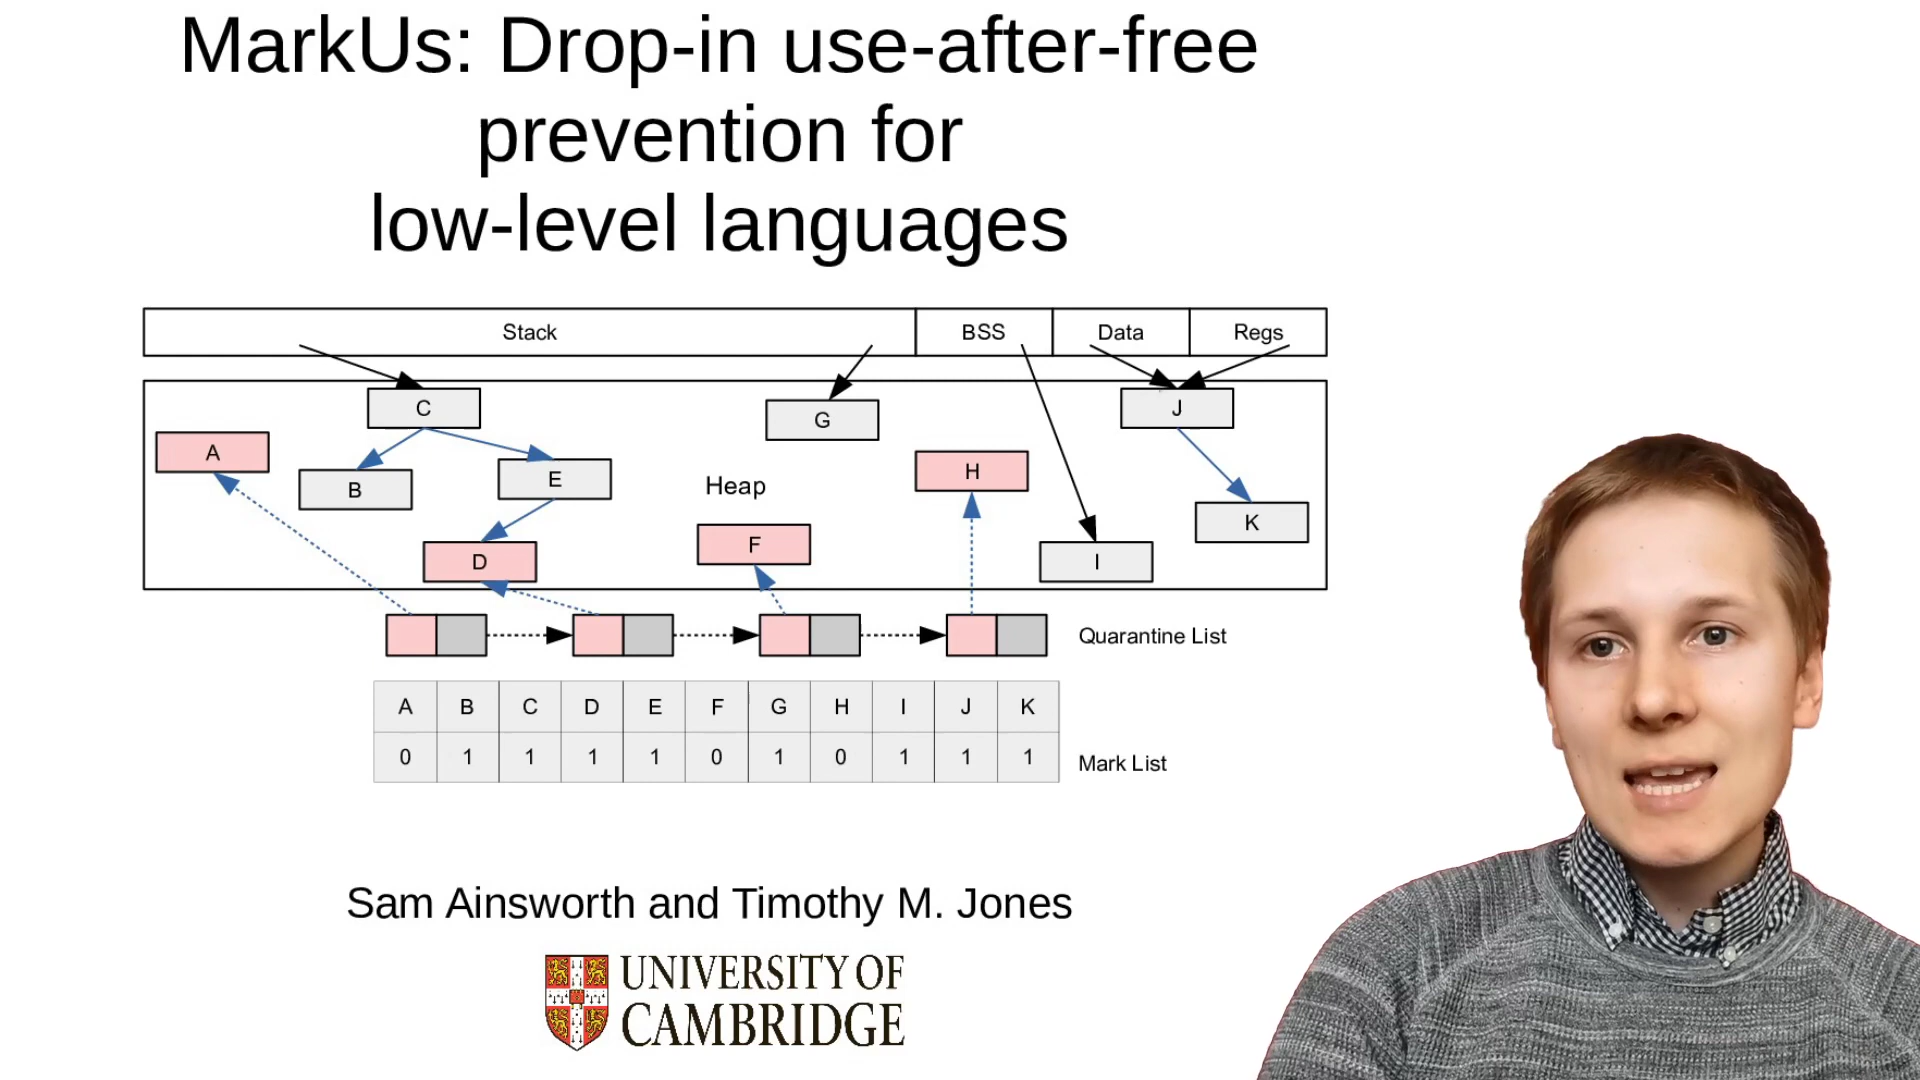 MarkUs: Drop-in use-after-free
prevention for
low-level languages
Stack BSS Data Regs
C
G
J
A
B
E
Heap
H
K
D
F
I
Quarantine List
A B C D E F G H I J K
0 1 1 1 1 0 1 0 1 1 1
Mark List
Sam Ainsworth and Timothy M. Jones
UNIVERSITY OF
CAMBRIDGE